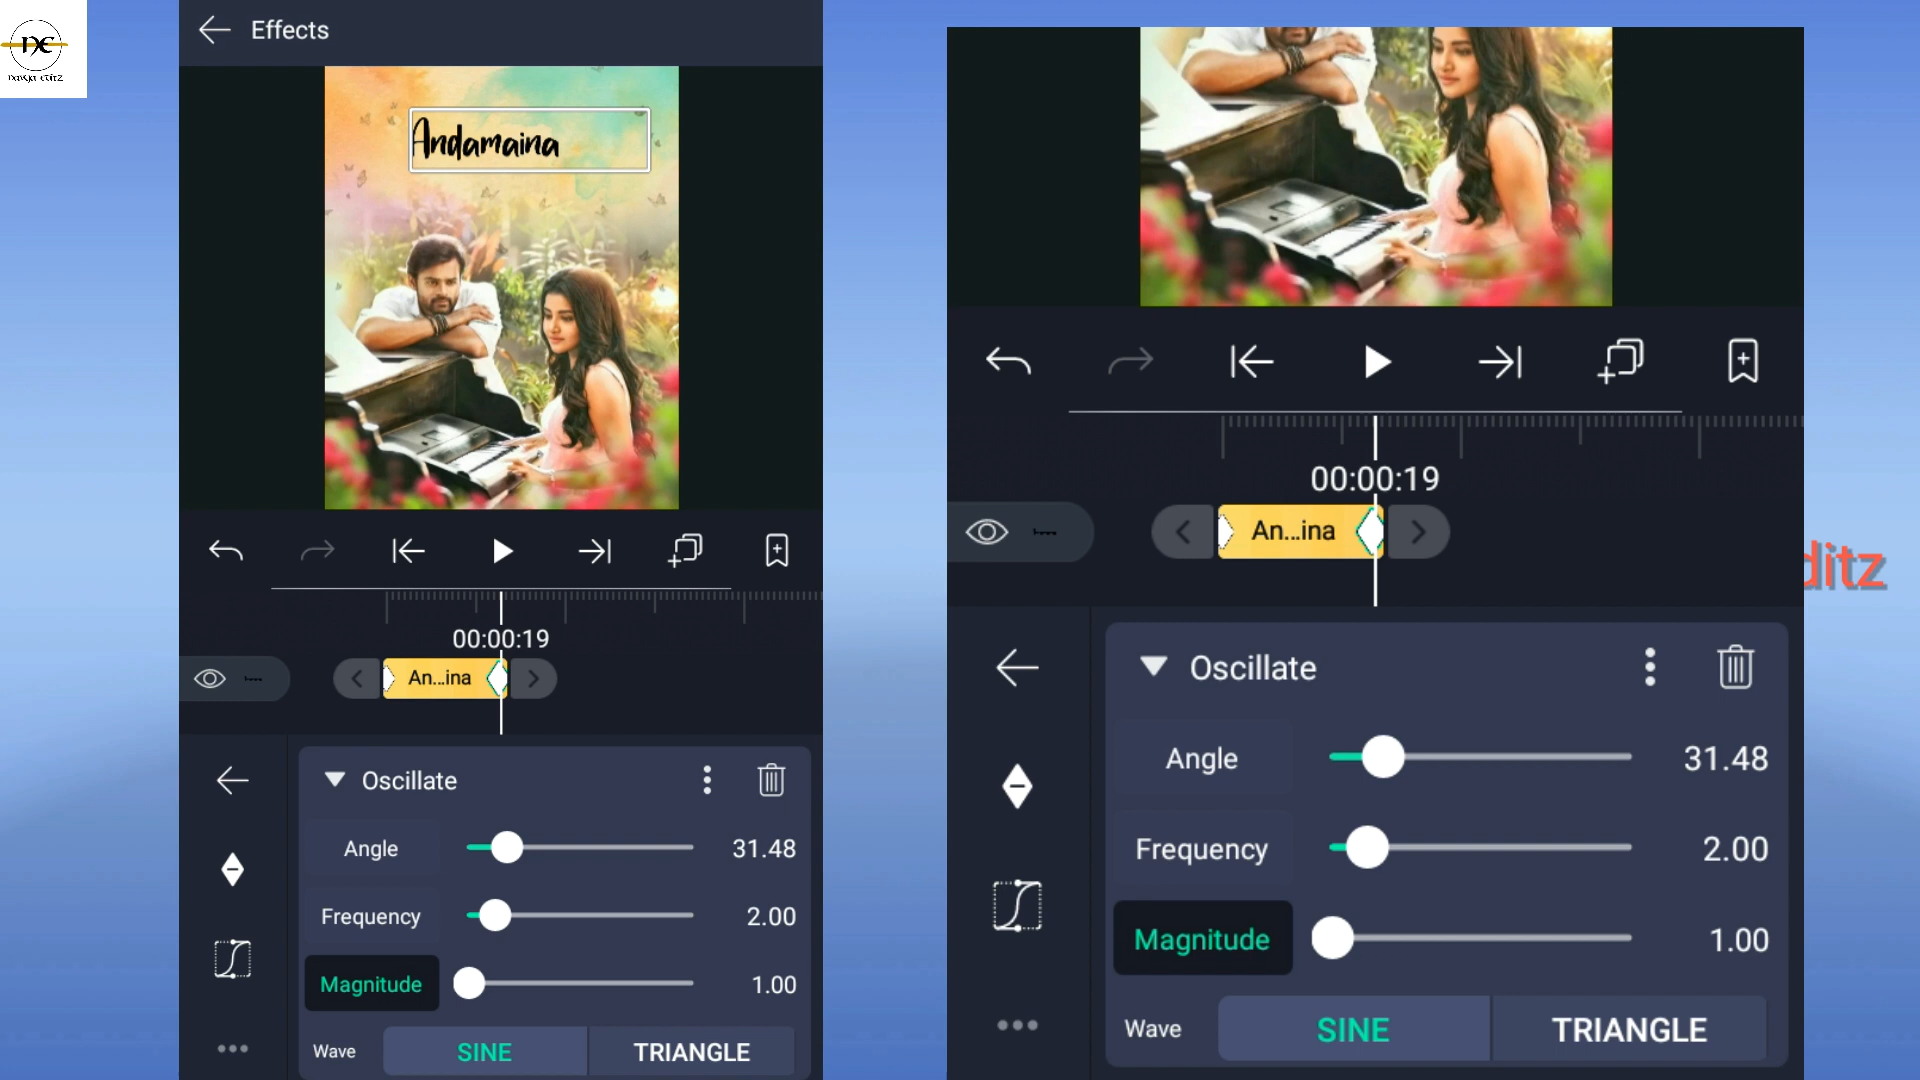 Effects
Andamaina
00:00:19
An...ina
Oscillate
Angle
31.48
Frequency
2.00
Magnitude
1.00
Wave
SINE
TRIANGLE
00:00:19
An...ina
Oscillate
Angle
31.48
Frequency
2.00
Magnitude
1.00
Wave
SINE
TRIANGLE
ditz